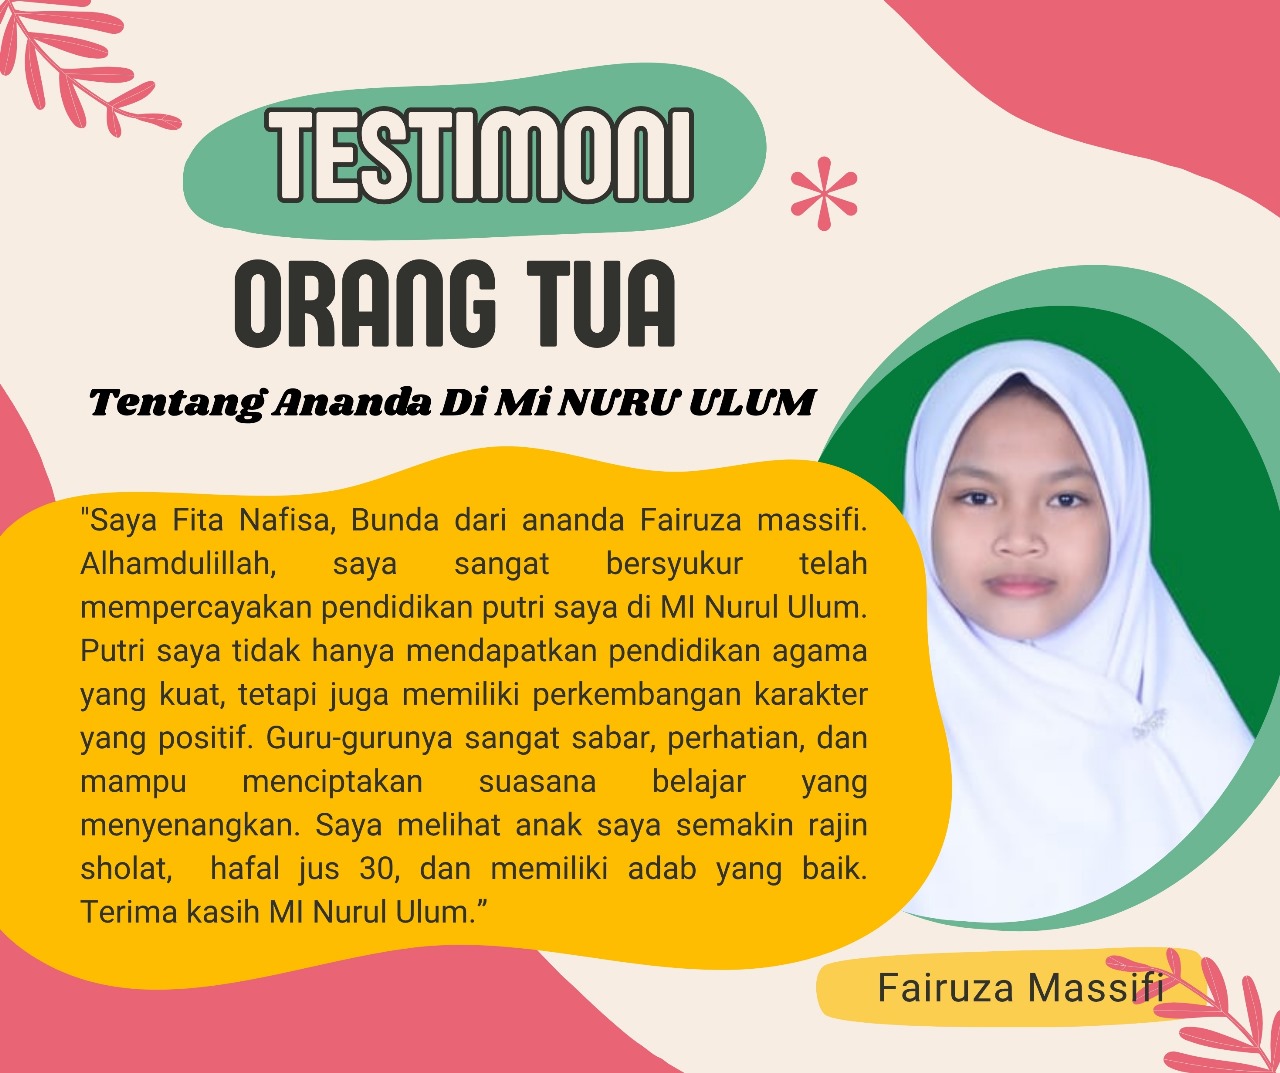 TESTIMONI
ORANG TUA
Tentang Ananda Di Mi NURU ULUM
"Saya Fita Nafisa, Bunda dari ananda Fairuza massifi.
Alhamdulillah, saya sangat bersyukur telah
mempercayakan pendidikan putri saya di MI Nurul Ulum.
Putri saya tidak hanya mendapatkan pendidikan agama
yang kuat, tetapi juga memiliki perkembangan karakter
yang positif. Guru-gurunya sangat sabar, perhatian, dan
mampu menciptakan suasana belajar yang
menyenangkan. Saya melihat anak saya semakin rajin
sholat, hafal jus 30, dan memiliki adab yang baik.
Terima kasih MI Nurul Ulum.”
Fairuza Massifi